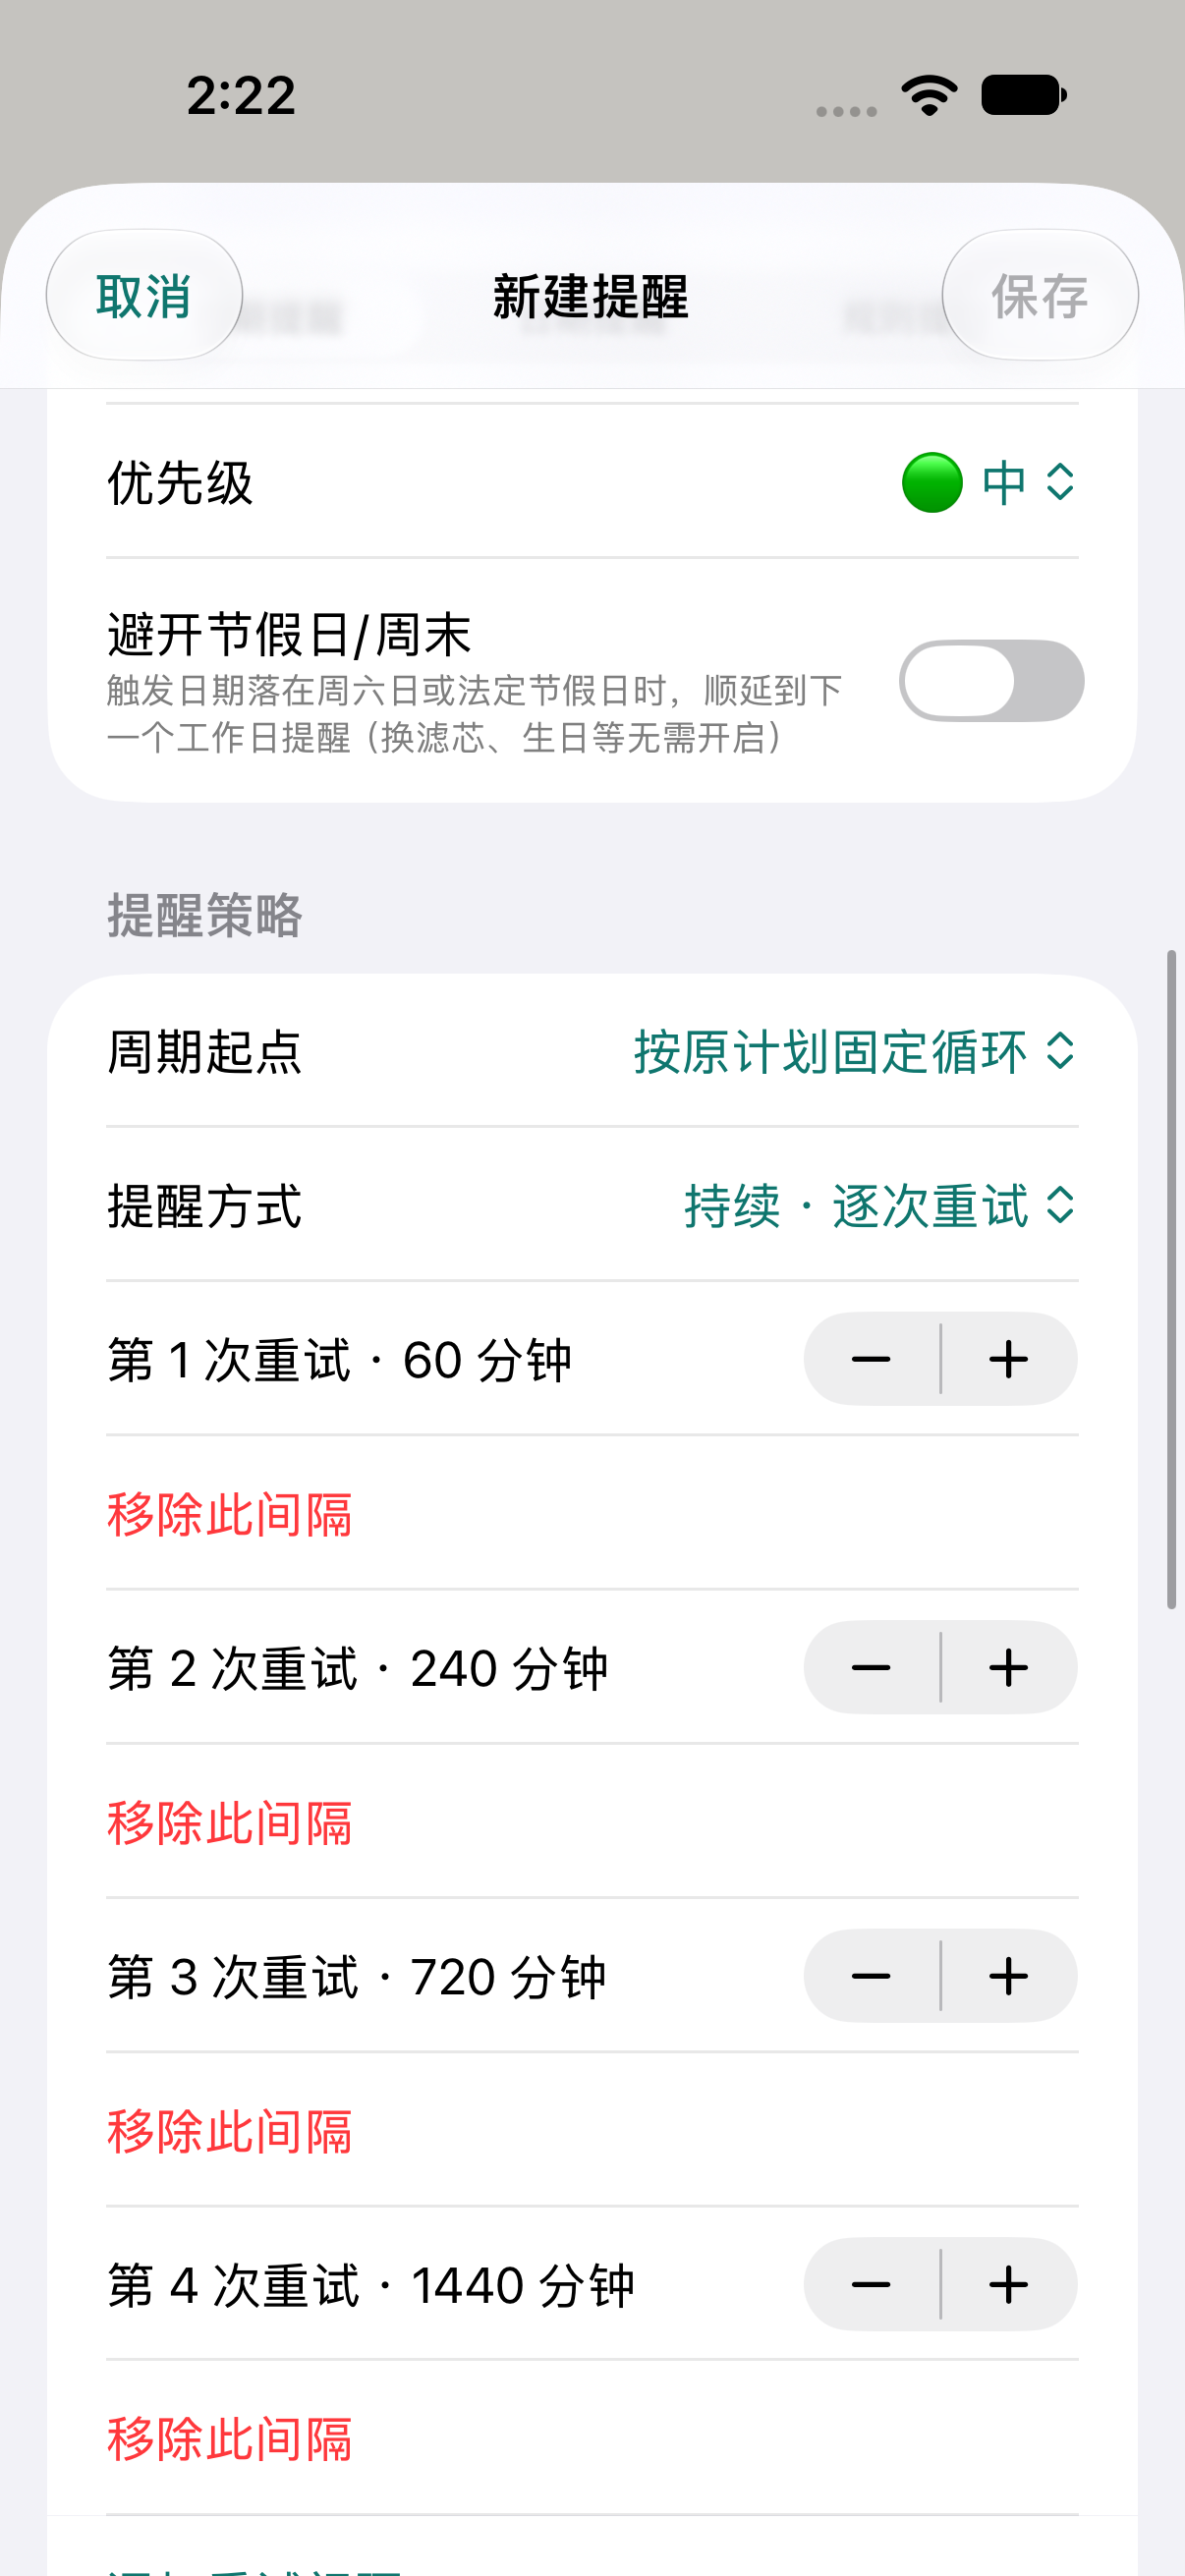 2:22
取消
新建提醒
保存
优先级
中
避开节假日/周末
触发日期落在周六日或法定节假日时，顺延到下
一个工作日提醒（换滤芯、生日等无需开启）
提醒策略
周期起点
按原计划固定循环
提醒方式
持续 · 逐次重试
第 1 次重试 · 60 分钟
移除此间隔
第 2 次重试 · 240 分钟
移除此间隔
第 3 次重试 · 720 分钟
移除此间隔
第 4 次重试 · 1440 分钟
移除此间隔